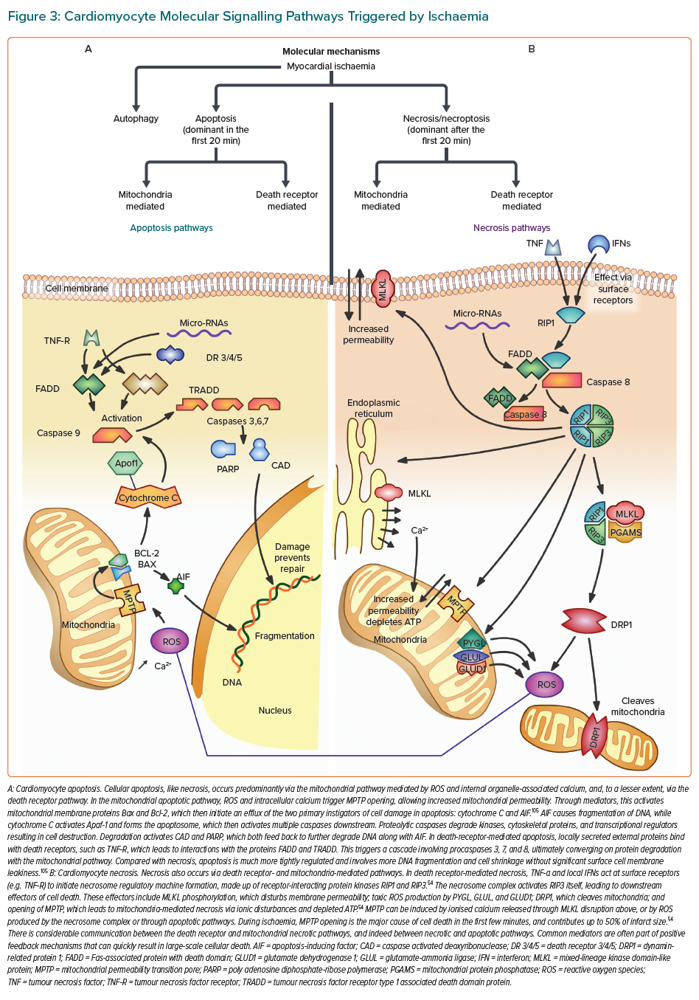 Figure 3: Cardiomyocyte Molecular Signalling Pathways Triggered by Ischaemia
A
B
Molecular mechanisms
Myocardial ischaemia
Autophagy
Apoptosis
(dominant in the
first 20 min)
Necrosis/necroptosis
(dominant after the
first 20 min)
Mitochondria
mediated
Death receptor
mediated
Mitochondria
mediated
Death receptor
mediated
Apoptosis pathways
Necrosis pathways
TNF
IFNs
Cell membrane
MLKL
Effect via
surface
receptors
Increased
permeability
Micro-RNAs
TNF-R
DR 3/4/5
FADD
TRADD
Activation
Caspase 9
Caspases 3,6,7
Apof1
PARP
CAD
Cytochrome C
BCL-2
BAX
AIF
MPTP
Mitochondria
ROS
Ca²⁺
Damage
prevents
repair
Fragmentation
DNA
Nucleus
Micro-RNAs
RIP1
FADD
Caspase 8
FADD
Caspase 8
Endoplasmic
reticulum
RIP1
RIP3
RIP1
RIP3
MLKL
Ca²⁺
RIP1
MLKL
RIP3
PGAMS
Increased
permeability
depletes ATP
MPTP
Mitochondria
PYGL
GLUL
GLUD1
DRP1
ROS
Cleaves
mitochondria
DRP1
A: Cardiomyocyte apoptosis. Cellular apoptosis, like necrosis, occurs predominantly via the mitochondrial pathway mediated by ROS and internal organelle-associated calcium, and, to a lesser extent, via the
death receptor pathway. In the mitochondrial apoptotic pathway, ROS and intracellular calcium trigger MPTP opening, allowing increased mitochondrial permeability. Through mediators, this activates
mitochondrial membrane proteins Bax and Bcl-2, which then initiate an efflux of the two primary instigators of cell damage in apoptosis: cytochrome C and AIF.¹⁰⁵ AIF causes fragmentation of DNA, while
cytochrome C activates Apaf-1 and forms the apoptosome, which then activates multiple caspases downstream. Proteolytic caspases degrade kinases, cytoskeletal proteins, and transcriptional regulators
resulting in cell destruction. Degradation activates CAD and PARP, which both feed back to further degrade DNA along with AIF. In death-receptor-mediated apoptosis, locally secreted external proteins bind
with death receptors, such as TNF-R, which leads to interactions with the proteins FADD and TRADD. This triggers a cascade involving procaspases 3, 7, and 8, ultimately converging on protein degradation
with the mitochondrial pathway. Compared with necrosis, apoptosis is much more tightly regulated and involves more DNA fragmentation and cell shrinkage without significant surface cell membrane
leakiness.¹⁰⁵ B: Cardiomyocyte necrosis. Necrosis also occurs via death receptor- and mitochondria-mediated pathways. In death receptor-mediated necrosis, TNF-α and local IFNs act at surface receptors
(e.g. TNF-R) to initiate necrosome regulatory machine formation, made up of receptor-interacting protein kinases RIP1 and RIP3.⁵⁴ The necrosome complex activates RIP3 itself, leading to downstream
effectors of cell death. These effectors include MLKL phosphorylation, which disturbs membrane permeability; toxic ROS production by PYGL, GLUL, and GLUD1; DRP1, which cleaves mitochondria; and
opening of MPTP, which leads to mitochondria-mediated necrosis via ionic disturbances and depleted ATP.⁵⁴ MPTP can be induced by ionised calcium released through MLKL disruption above, or by ROS
produced by the necrosome complex or through apoptotic pathways. During ischaemia, MPTP opening is the major cause of cell death in the first few minutes, and contributes up to 50% of infarct size.⁵⁴
There is considerable communication between the death receptor and mitochondrial necrotic pathways, and indeed between necrotic and apoptotic pathways. Common mediators are often part of positive
feedback mechanisms that can quickly result in large-scale cellular death. AIF = apoptosis-inducing factor; CAD = caspase activated deoxyribonuclease; DR 3/4/5 = death receptor 3/4/5; DRP1 = dynamin-
related protein 1; FADD = Fas-associated protein with death domain; GLUD1 = glutamate dehydrogenase 1; GLUL = glutamate-ammonia ligase; IFN = interferon; MLKL = mixed-lineage kinase domain-like
protein; MPTP = mitochondrial permeability transition pore; PARP = poly adenosine diphosphate-ribose polymerase; PGAMS = mitochondrial protein phosphatase; ROS = reactive oxygen species;
TNF = tumour necrosis factor; TNF-R = tumour necrosis factor receptor; TRADD = tumour necrosis factor receptor type 1 associated death domain protein.